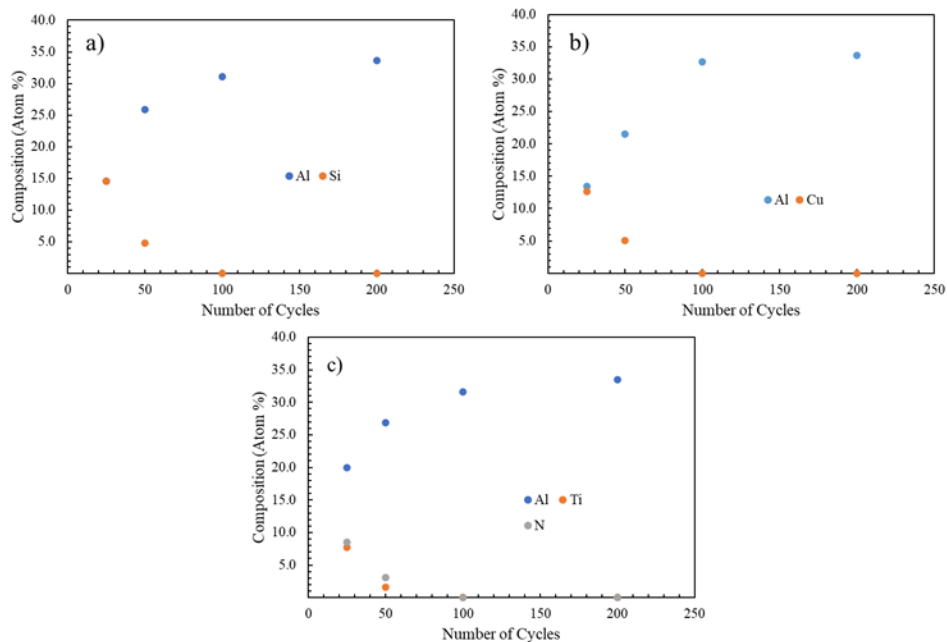 a)
Composition (Atom %)
40.0
35.0
30.0
25.0
20.0
15.0
10.0
5.0
Al Si
0 50 100 150 200 250
Number of Cycles
b)
Composition (Atom %)
40.0
35.0
30.0
25.0
20.0
15.0
10.0
5.0
Al Cu
0 50 100 150 200 250
Number of Cycles
c)
Composition (Atom %)
40.0
35.0
30.0
25.0
20.0
15.0
10.0
5.0
Al Ti
N
0 50 100 150 200 250
Number of Cycles